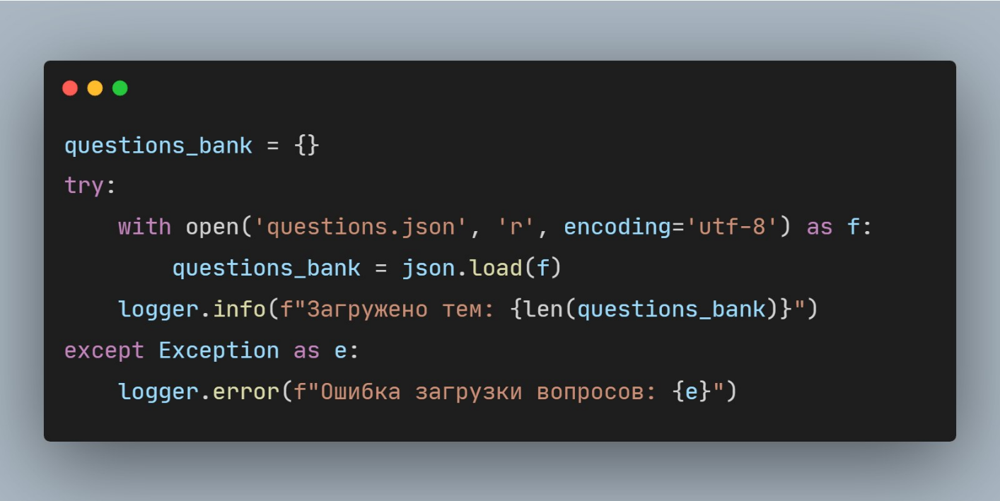 questions_bank = {}
try:
    with open('questions.json', 'r', encoding='utf-8') as f:
        questions_bank = json.load(f)
    logger.info(f"Загружено тем: {len(questions_bank)}")
except Exception as e:
    logger.error(f"Ошибка загрузки вопросов: {e}")